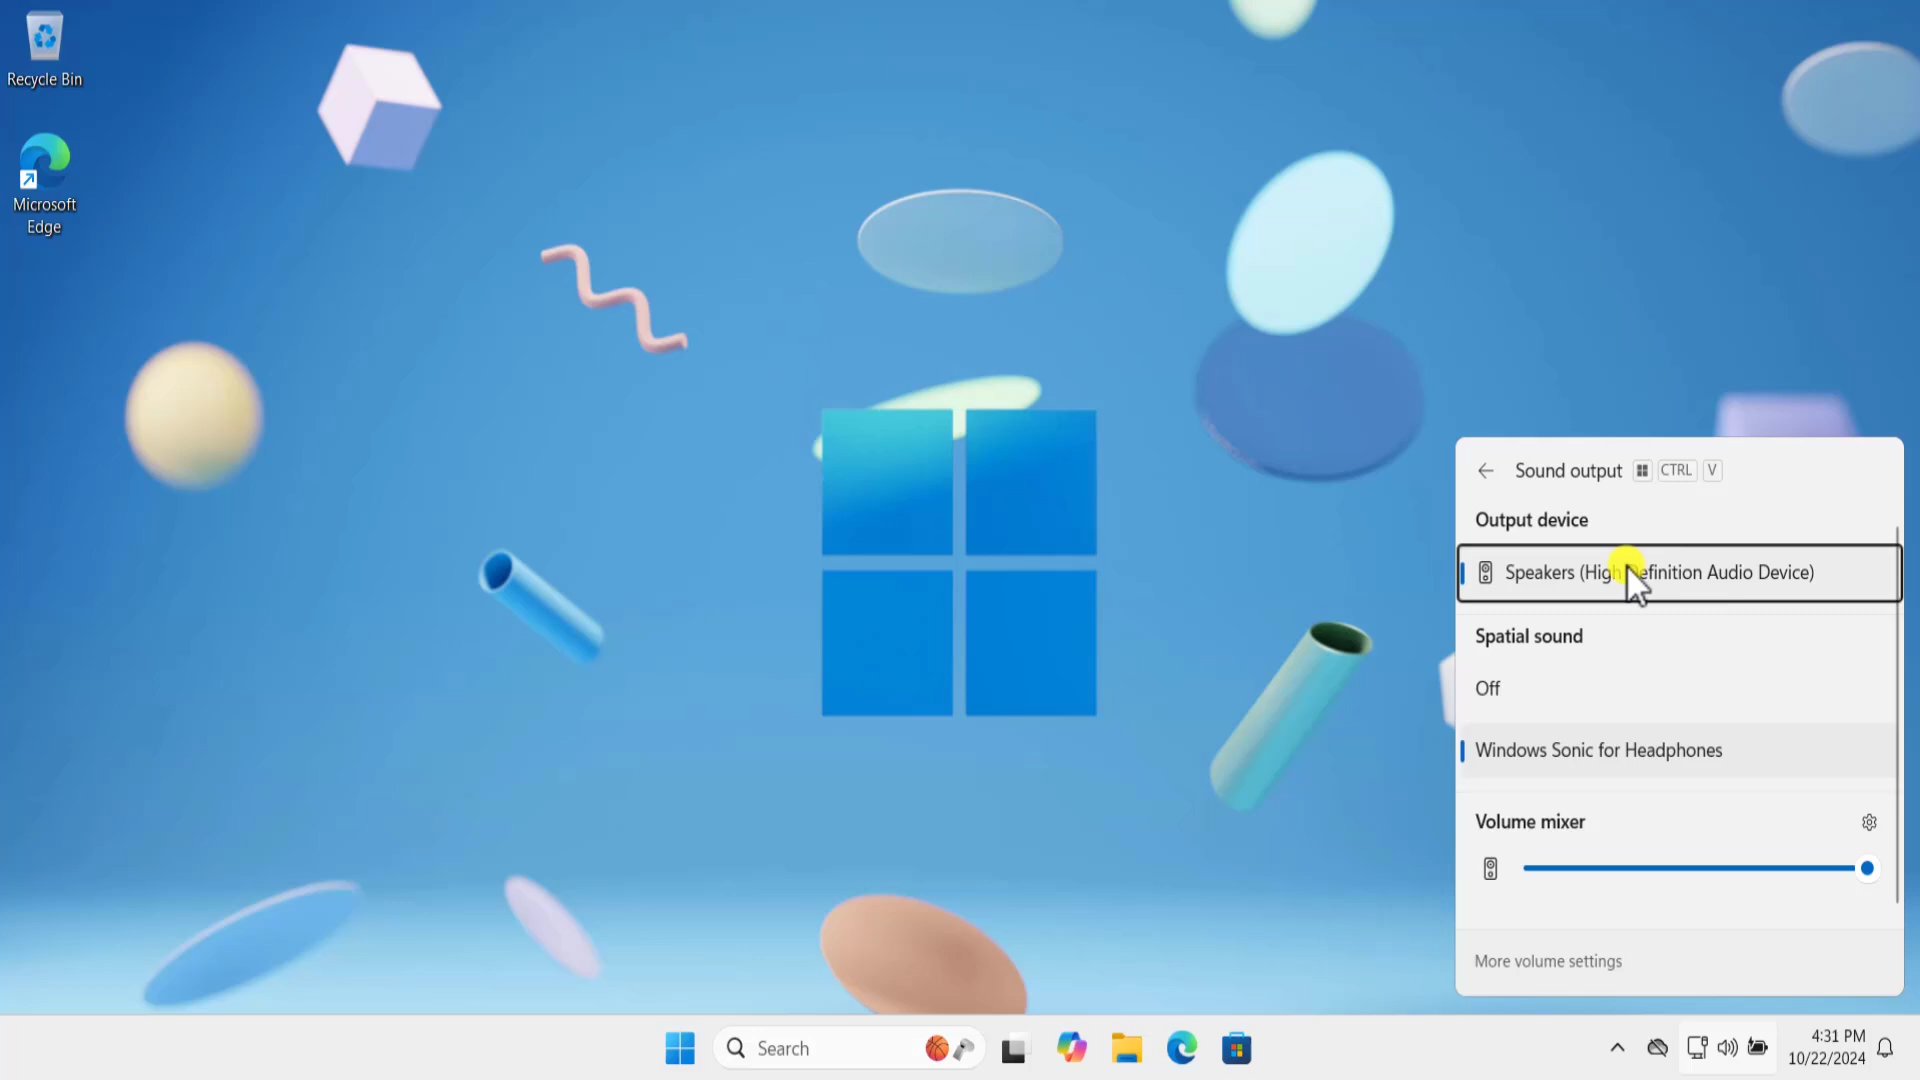 Recycle Bin
Microsoft
Edge
Sound output CTRL V
Output device
Speakers (High Definition Audio Device)
Spatial sound
Off
Windows Sonic for Headphones
Volume mixer
More volume settings
Search
4:31 PM
10/22/2024